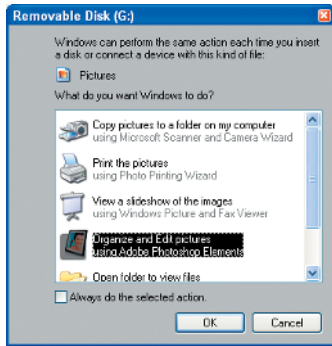 Removable Disk (G:)
Windows can perform the same action each time you insert
a disk or connect a device with this kind of file:
Pictures
What do you want Windows to do?
Copy pictures to a folder on my computer
using Microsoft Scanner and Camera Wizard
Print the pictures
using Photo Printing Wizard
View a slideshow of the images
using Windows Picture and Fax Viewer
Organize and Edit pictures
using Adobe Photoshop Elements
Open folder to view files
Always do the selected action.
OK
Cancel